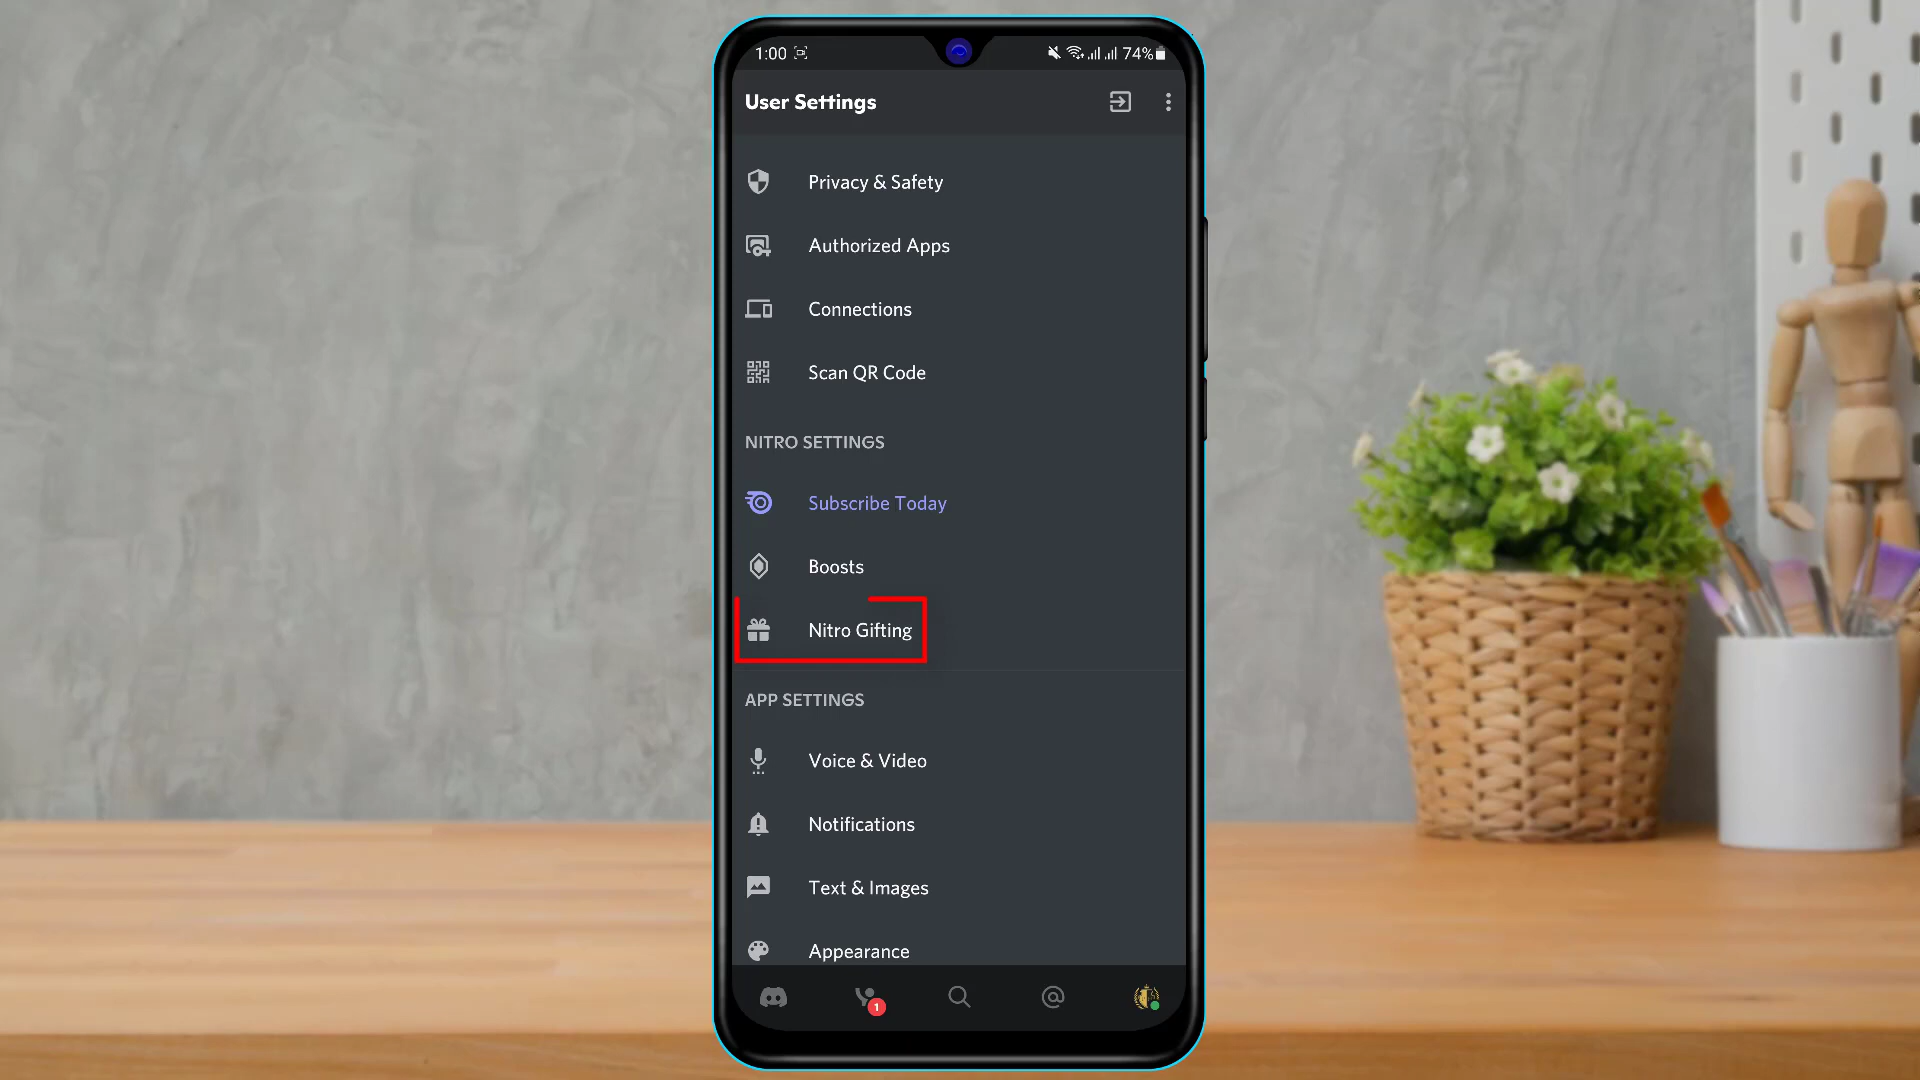 1:00 74%
User Settings
Privacy & Safety
Authorized Apps
Connections
Scan QR Code
NITRO SETTINGS
Subscribe Today
Boosts
Nitro Gifting
APP SETTINGS
Voice & Video
Notifications
Text & Images
Appearance
1